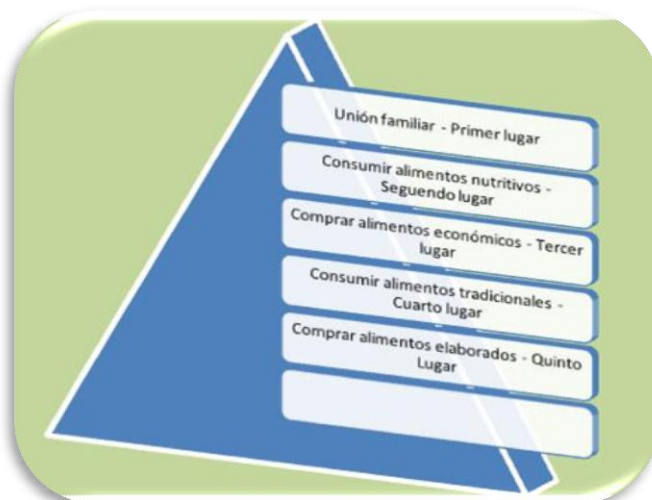 Unión familiar - Primer lugar
Consumir alimentos nutritivos -
Seguendo lugar
Comprar alimentos económicos - Tercer
lugar
Consumir alimentos tradicionales -
Cuarto lugar
Comprar alimentos elaborados - Quinto
Lugar